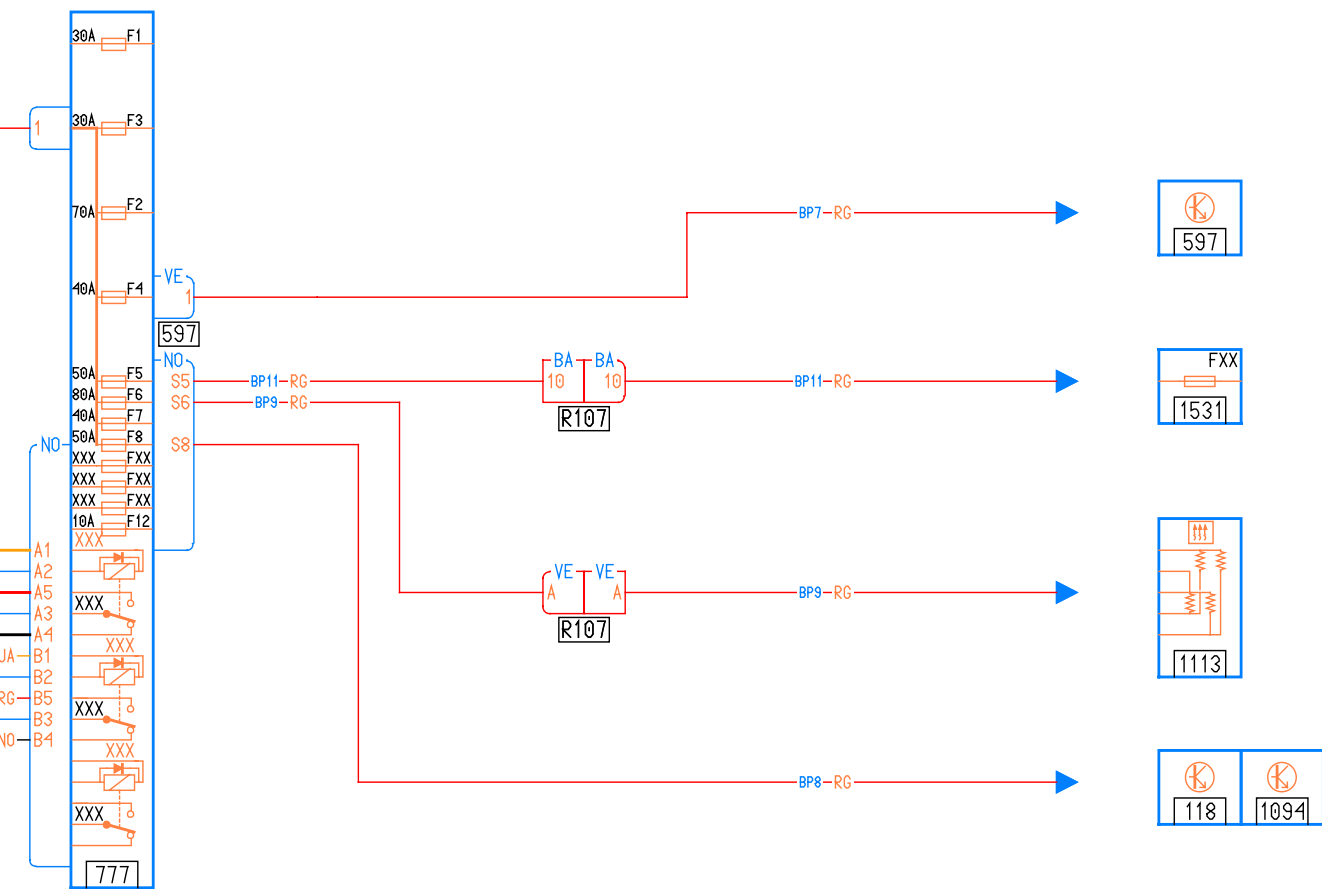 30A F1
1 30A F3
70A F2
BP7 RG
597
VE
40A F4 1
597
NO
FXX
50A F5 S5 BP11 RG BA BA 10 10 BP11 RG
80A F6 S6 BP9 RG
1531
40A F7
R107
NO 50A F8 S8
XXX FXX
XXX FXX
XXX FXX
10A F12
XXX
A1
A2 VE VE
A5 A A BP9 RG
A3 XXX
A4 R107
XXX
UA B1
1113
B2
RG B5
XXX
B3
NO B4
XXX
BP8 RG
XXX
118 1094
777